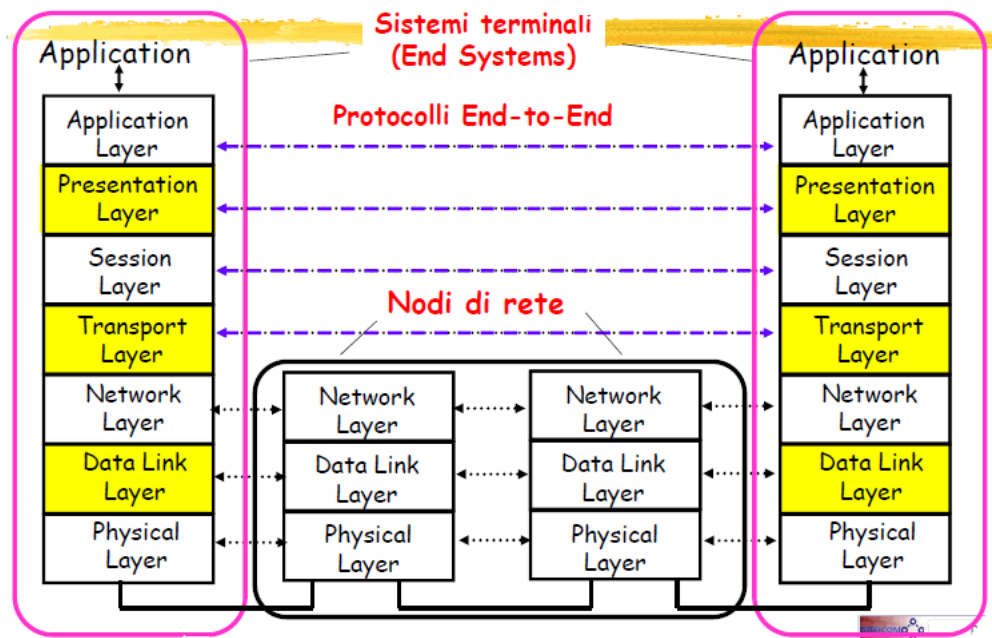 Sistemi terminali
(End Systems)
Application
Application
Protocolli End-to-End
Application
Layer
Presentation
Layer
Session
Layer
Transport
Layer
Network
Layer
Data Link
Layer
Physical
Layer
Nodi di rete
Network
Layer
Data Link
Layer
Physical
Layer
Network
Layer
Data Link
Layer
Physical
Layer
Application
Layer
Presentation
Layer
Session
Layer
Transport
Layer
Network
Layer
Data Link
Layer
Physical
Layer